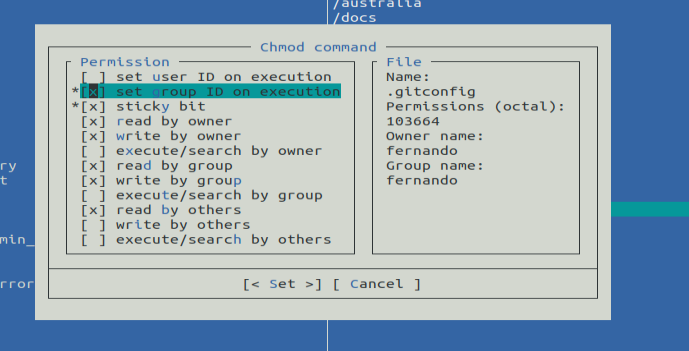 /australia
/docs
Chmod command
Permission
[ ] set user ID on execution
*[x] set group ID on execution
*[x] sticky bit
[x] read by owner
[x] write by owner
[ ] execute/search by owner
[x] read by group
[x] write by group
[ ] execute/search by group
[x] read by others
[ ] write by others
[ ] execute/search by others
File
Name:
.gitconfig
Permissions (octal):
103664
Owner name:
fernando
Group name:
fernando
ry
t
min_
rror
[< Set >] [ Cancel ]